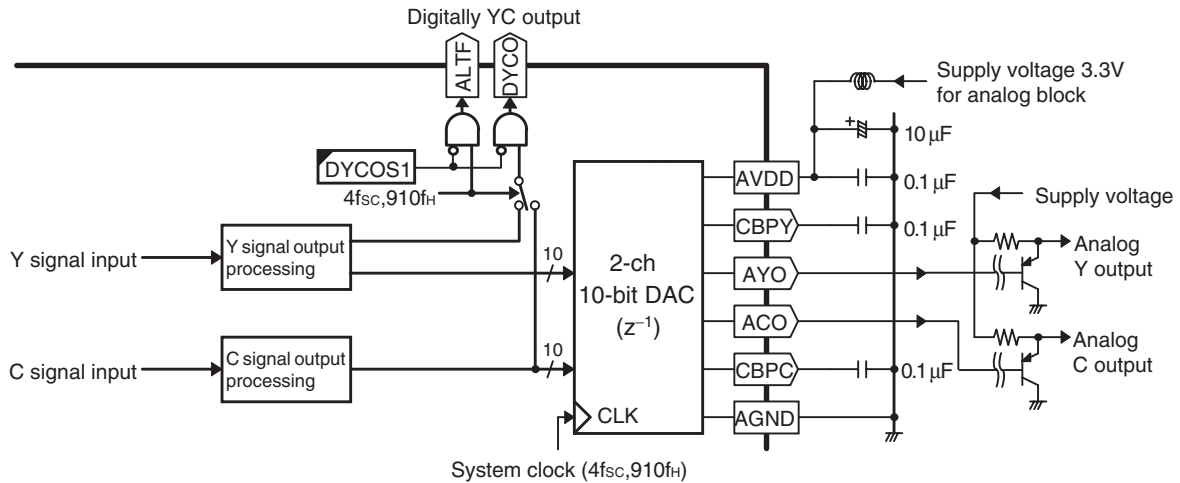 Digitally YC output
ALTF
DYCO
Supply voltage 3.3V
for analog block
10 µF
DYCOS1
4fsc,910fH
AVDD
0.1 µF
Supply voltage
CBPY
0.1 µF
Y signal input
Y signal output
processing
10
2-ch
10-bit DAC
(z⁻¹)
AYO
Analog
Y output
ACO
C signal input
C signal output
processing
10
CBPC
0.1 µF
Analog
C output
CLK
AGND
System clock (4fsc,910fH)